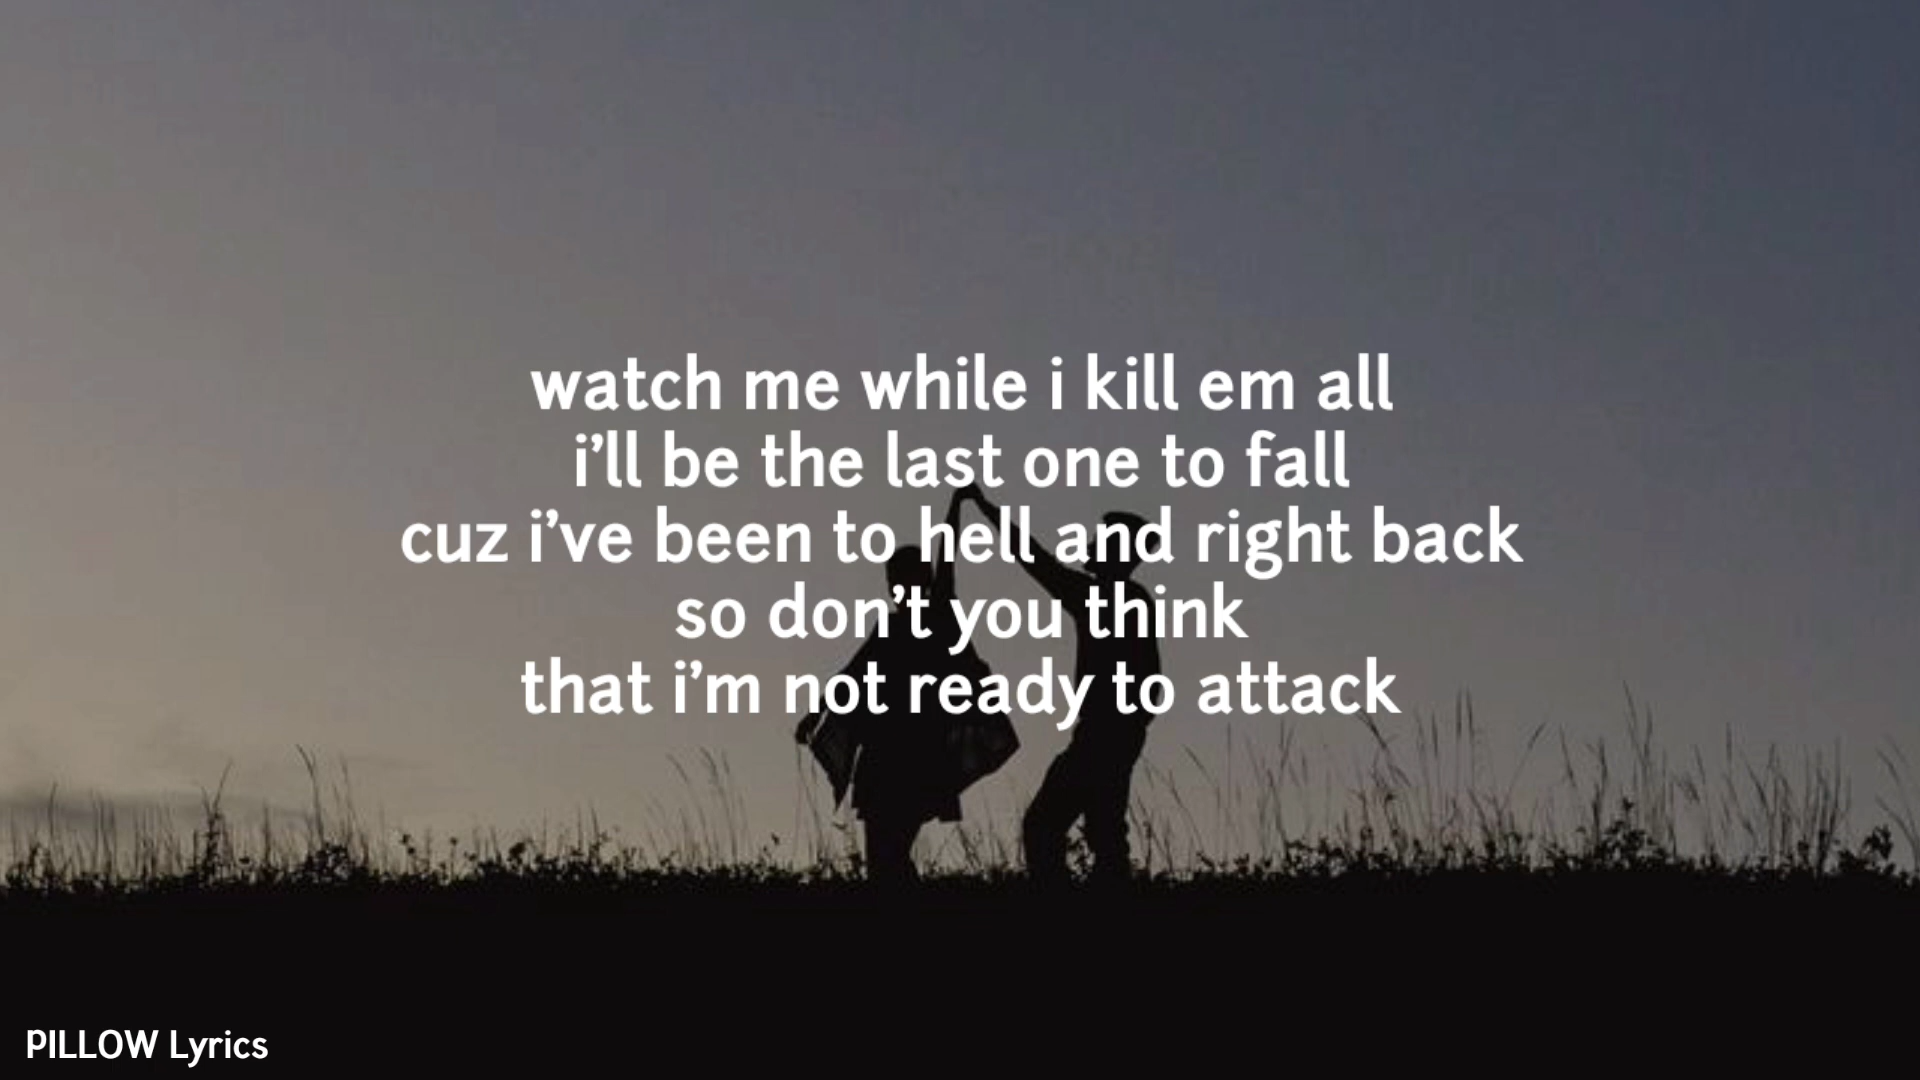 watch me while i kill em all
i'll be the last one to fall
cuz i've been to hell and right back
so don't you think
that i'm not ready to attack
PILLOW Lyrics